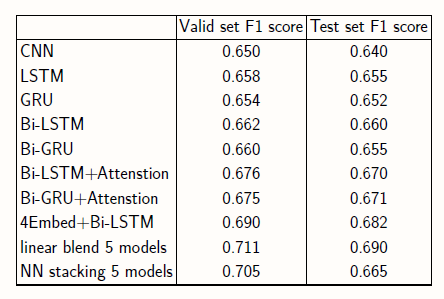 Valid set F1 score Test set F1 score
CNN 0.650 0.640
LSTM 0.658 0.655
GRU 0.654 0.652
Bi-LSTM 0.662 0.660
Bi-GRU 0.660 0.655
Bi-LSTM+Attenstion 0.676 0.670
Bi-GRU+Attenstion 0.675 0.671
4Embed+Bi-LSTM 0.690 0.682
linear blend 5 models 0.711 0.690
NN stacking 5 models 0.705 0.665